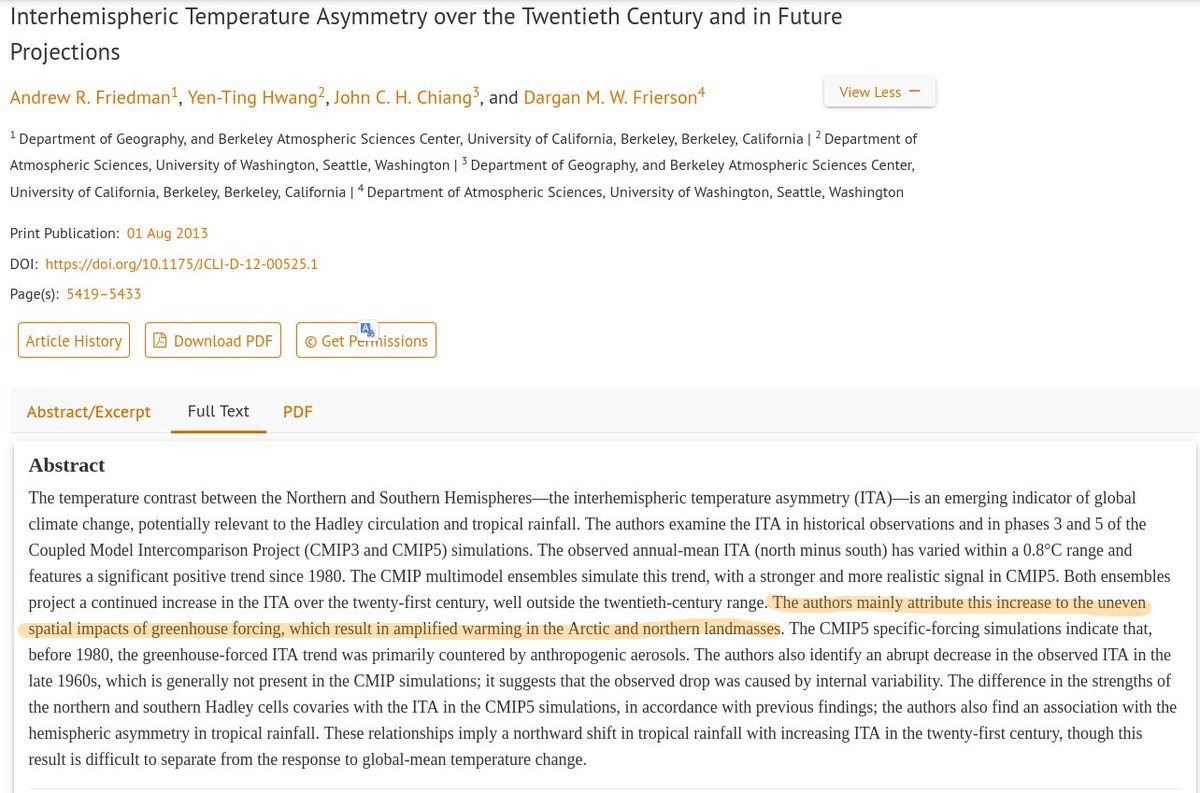 Interhemispheric Temperature Asymmetry over the Twentieth Century and in Future
Projections
Andrew R. Friedman1, Yen-Ting Hwang2, John C. H. Chiang3, and Dargan M. W. Frierson4
View Less −
1 Department of Geography, and Berkeley Atmospheric Sciences Center, University of California, Berkeley, Berkeley, California | 2 Department of
Atmospheric Sciences, University of Washington, Seattle, Washington | 3 Department of Geography, and Berkeley Atmospheric Sciences Center,
University of California, Berkeley, Berkeley, California | 4 Department of Atmospheric Sciences, University of Washington, Seattle, Washington
Print Publication: 01 Aug 2013
DOI: https://doi.org/10.1175/JCLI-D-12-00525.1
Page(s): 5419–5433
Article History
Download PDF
© Get Permissions
Abstract/Excerpt
Full Text
PDF
Abstract
The temperature contrast between the Northern and Southern Hemispheres—the interhemispheric temperature asymmetry (ITA)—is an emerging indicator of global
climate change, potentially relevant to the Hadley circulation and tropical rainfall. The authors examine the ITA in historical observations and in phases 3 and 5 of the
Coupled Model Intercomparison Project (CMIP3 and CMIP5) simulations. The observed annual-mean ITA (north minus south) has varied within a 0.8°C range and
features a significant positive trend since 1980. The CMIP multimodel ensembles simulate this trend, with a stronger and more realistic signal in CMIP5. Both ensembles
project a continued increase in the ITA over the twenty-first century, well outside the twentieth-century range. The authors mainly attribute this increase to the uneven
spatial impacts of greenhouse forcing, which result in amplified warming in the Arctic and northern landmasses. The CMIP5 specific-forcing simulations indicate that,
before 1980, the greenhouse-forced ITA trend was primarily countered by anthropogenic aerosols. The authors also identify an abrupt decrease in the observed ITA in the
late 1960s, which is generally not present in the CMIP simulations; it suggests that the observed drop was caused by internal variability. The difference in the strengths of
the northern and southern Hadley cells covaries with the ITA in the CMIP5 simulations, in accordance with previous findings; the authors also find an association with the
hemispheric asymmetry in tropical rainfall. These relationships imply a northward shift in tropical rainfall with increasing ITA in the twenty-first century, though this
result is difficult to separate from the response to global-mean temperature change.